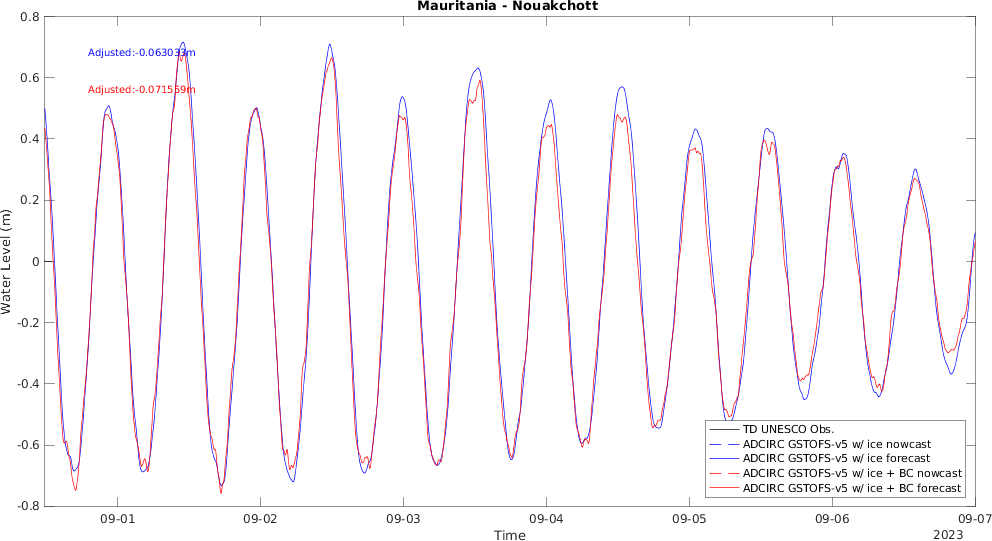 Mauritania - Nouakchott
0.8
0.6
0.4
0.2
0
-0.2
-0.4
-0.6
-0.8
Water Level (m)
Adjusted:-0.063033m
Adjusted:-0.071559m
TD UNESCO Obs.
ADCIRC GSTOFS-v5 w/ ice nowcast
ADCIRC GSTOFS-v5 w/ ice forecast
ADCIRC GSTOFS-v5 w/ ice + BC nowcast
ADCIRC GSTOFS-v5 w/ ice + BC forecast
09-01 09-02 09-03 09-04 09-05 09-06 09-07
Time
2023